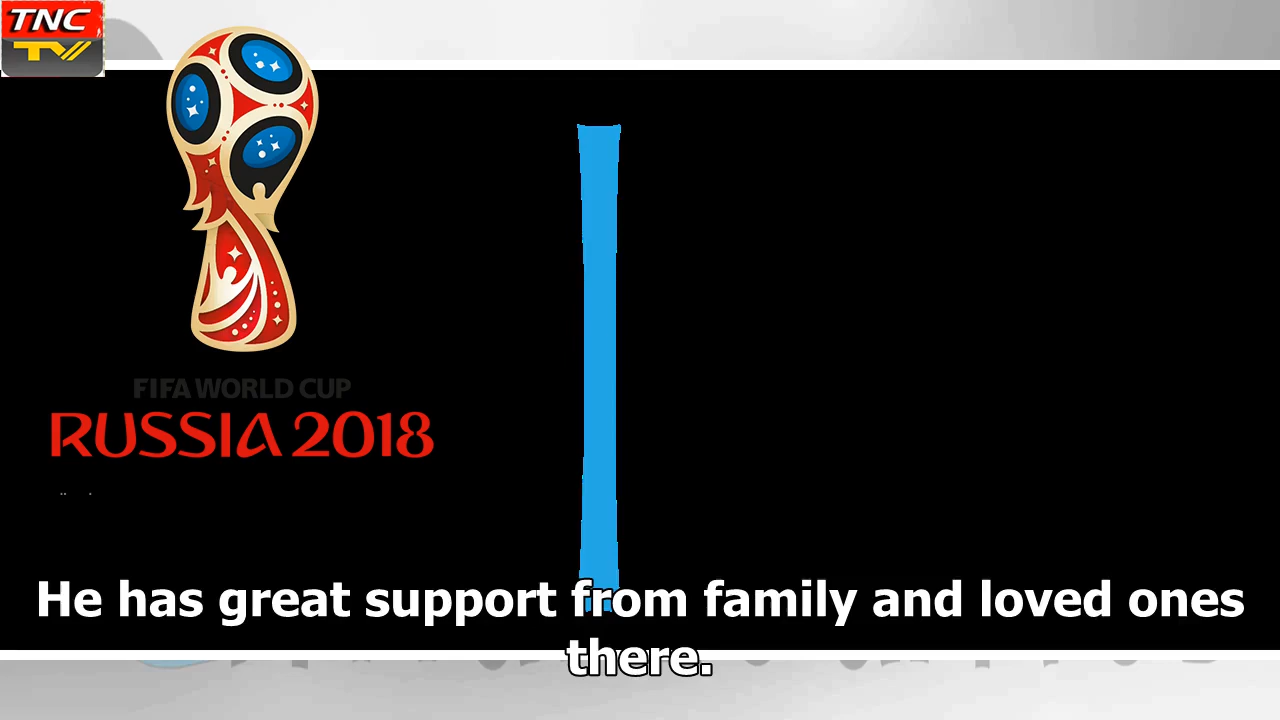 TNC
TV
FIFA WORLD CUP
RUSSIA 2018
He has great support from family and loved ones
there.